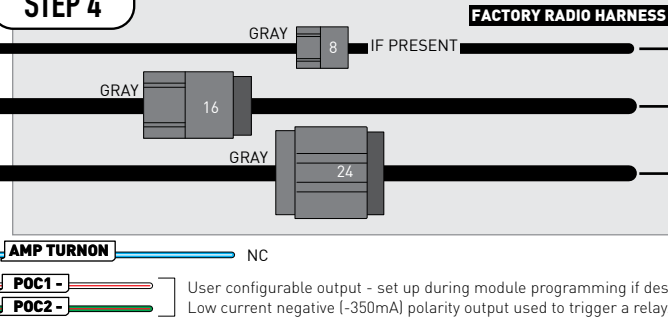 STEP 4
FACTORY RADIO HARNESS
GRAY
8
IF PRESENT
GRAY
16
GRAY
24
AMP TURNON
NC
POC1 -
POC2 -
User configurable output - set up during module programming if des
Low current negative (-350mA) polarity output used to trigger a relay